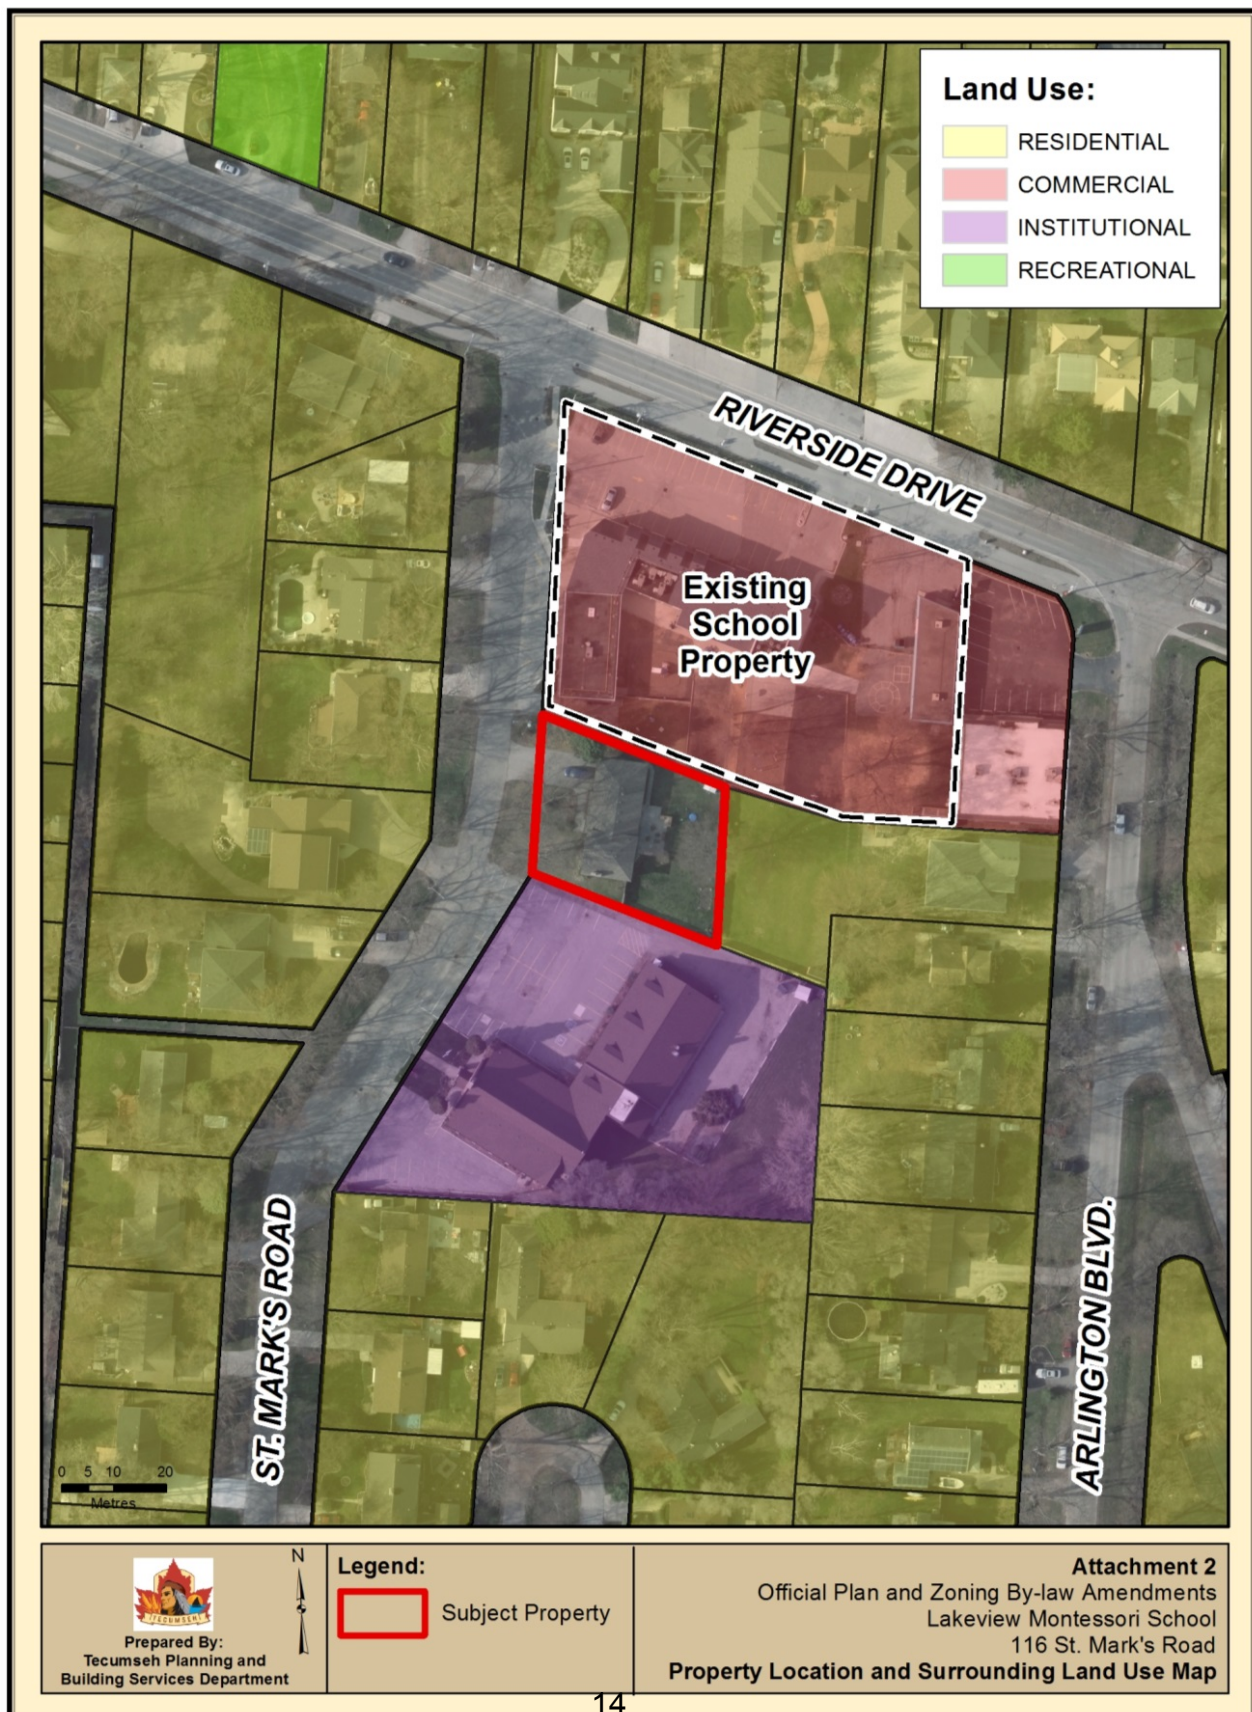 Land Use:
RESIDENTIAL
COMMERCIAL
INSTITUTIONAL
RECREATIONAL
RIVERSIDE DRIVE
Existing
School
Property
ST. MARK'S ROAD
ARLINGTON BLVD.
0 5 10 20
Metres
TECUMSEH
Prepared By:
Tecumseh Planning and
Building Services Department
N
Legend:
Subject Property
Attachment 2
Official Plan and Zoning By-law Amendments
Lakeview Montessori School
116 St. Mark's Road
Property Location and Surrounding Land Use Map
14